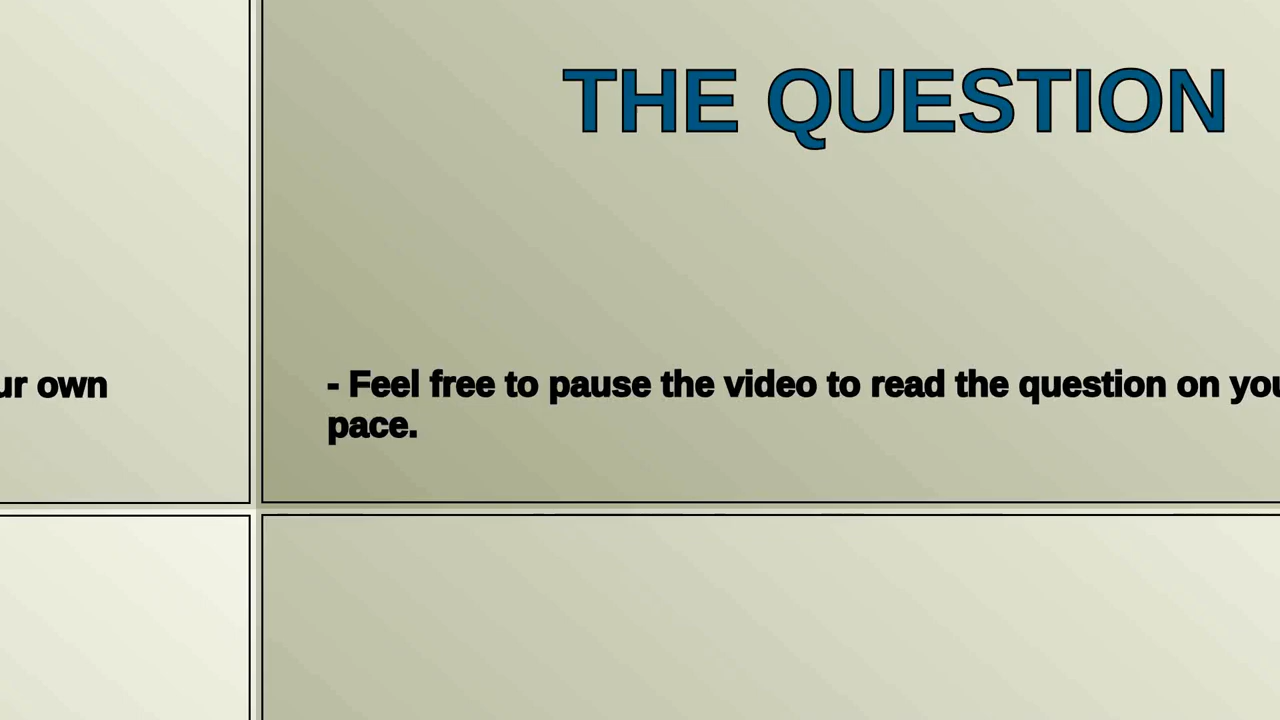 THE QUESTION
ur own
- Feel free to pause the video to read the question on you
pace.